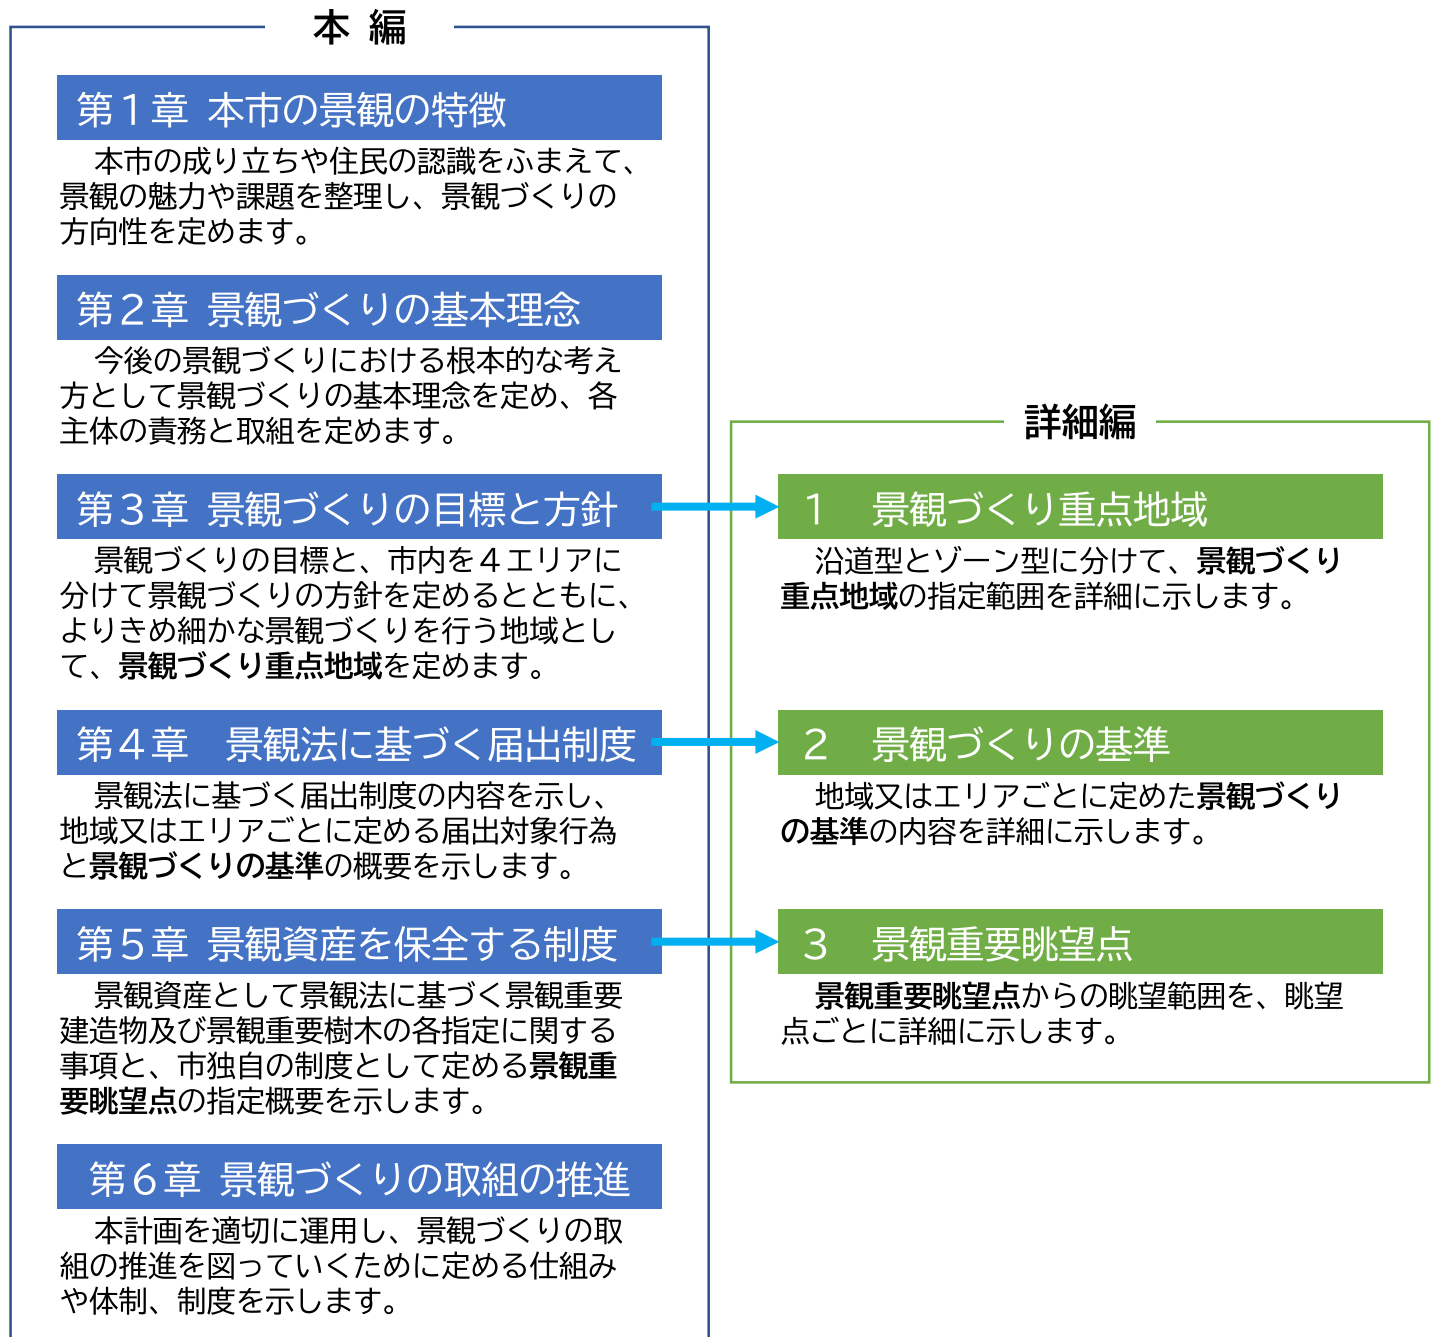 本 編
第１章 本市の景観の特徴
本市の成り立ちや住民の認識をふまえて、
景観の魅力や課題を整理し、景観づくりの
方向性を定めます。
第２章 景観づくりの基本理念
今後の景観づくりにおける根本的な考え
方として景観づくりの基本理念を定め、各
主体の責務と取組を定めます。
第３章 景観づくりの目標と方針
景観づくりの目標と、市内を４エリアに
分けて景観づくりの方針を定めるとともに、
よりきめ細かな景観づくりを行う地域とし
て、景観づくり重点地域を定めます。
第４章　景観法に基づく届出制度
景観法に基づく届出制度の内容を示し、
地域又はエリアごとに定める届出対象行為
と景観づくりの基準の概要を示します。
第５章 景観資産を保全する制度
景観資産として景観法に基づく景観重要
建造物及び景観重要樹木の各指定に関する
事項と、市独自の制度として定める景観重
要眺望点の指定概要を示します。
第６章 景観づくりの取組の推進
本計画を適切に運用し、景観づくりの取
組の推進を図っていくために定める仕組み
や体制、制度を示します。
詳細編
１　景観づくり重点地域
沿道型とゾーン型に分けて、景観づくり
重点地域の指定範囲を詳細に示します。
２　景観づくりの基準
地域又はエリアごとに定めた景観づくり
の基準の内容を詳細に示します。
３　景観重要眺望点
景観重要眺望点からの眺望範囲を、眺望
点ごとに詳細に示します。